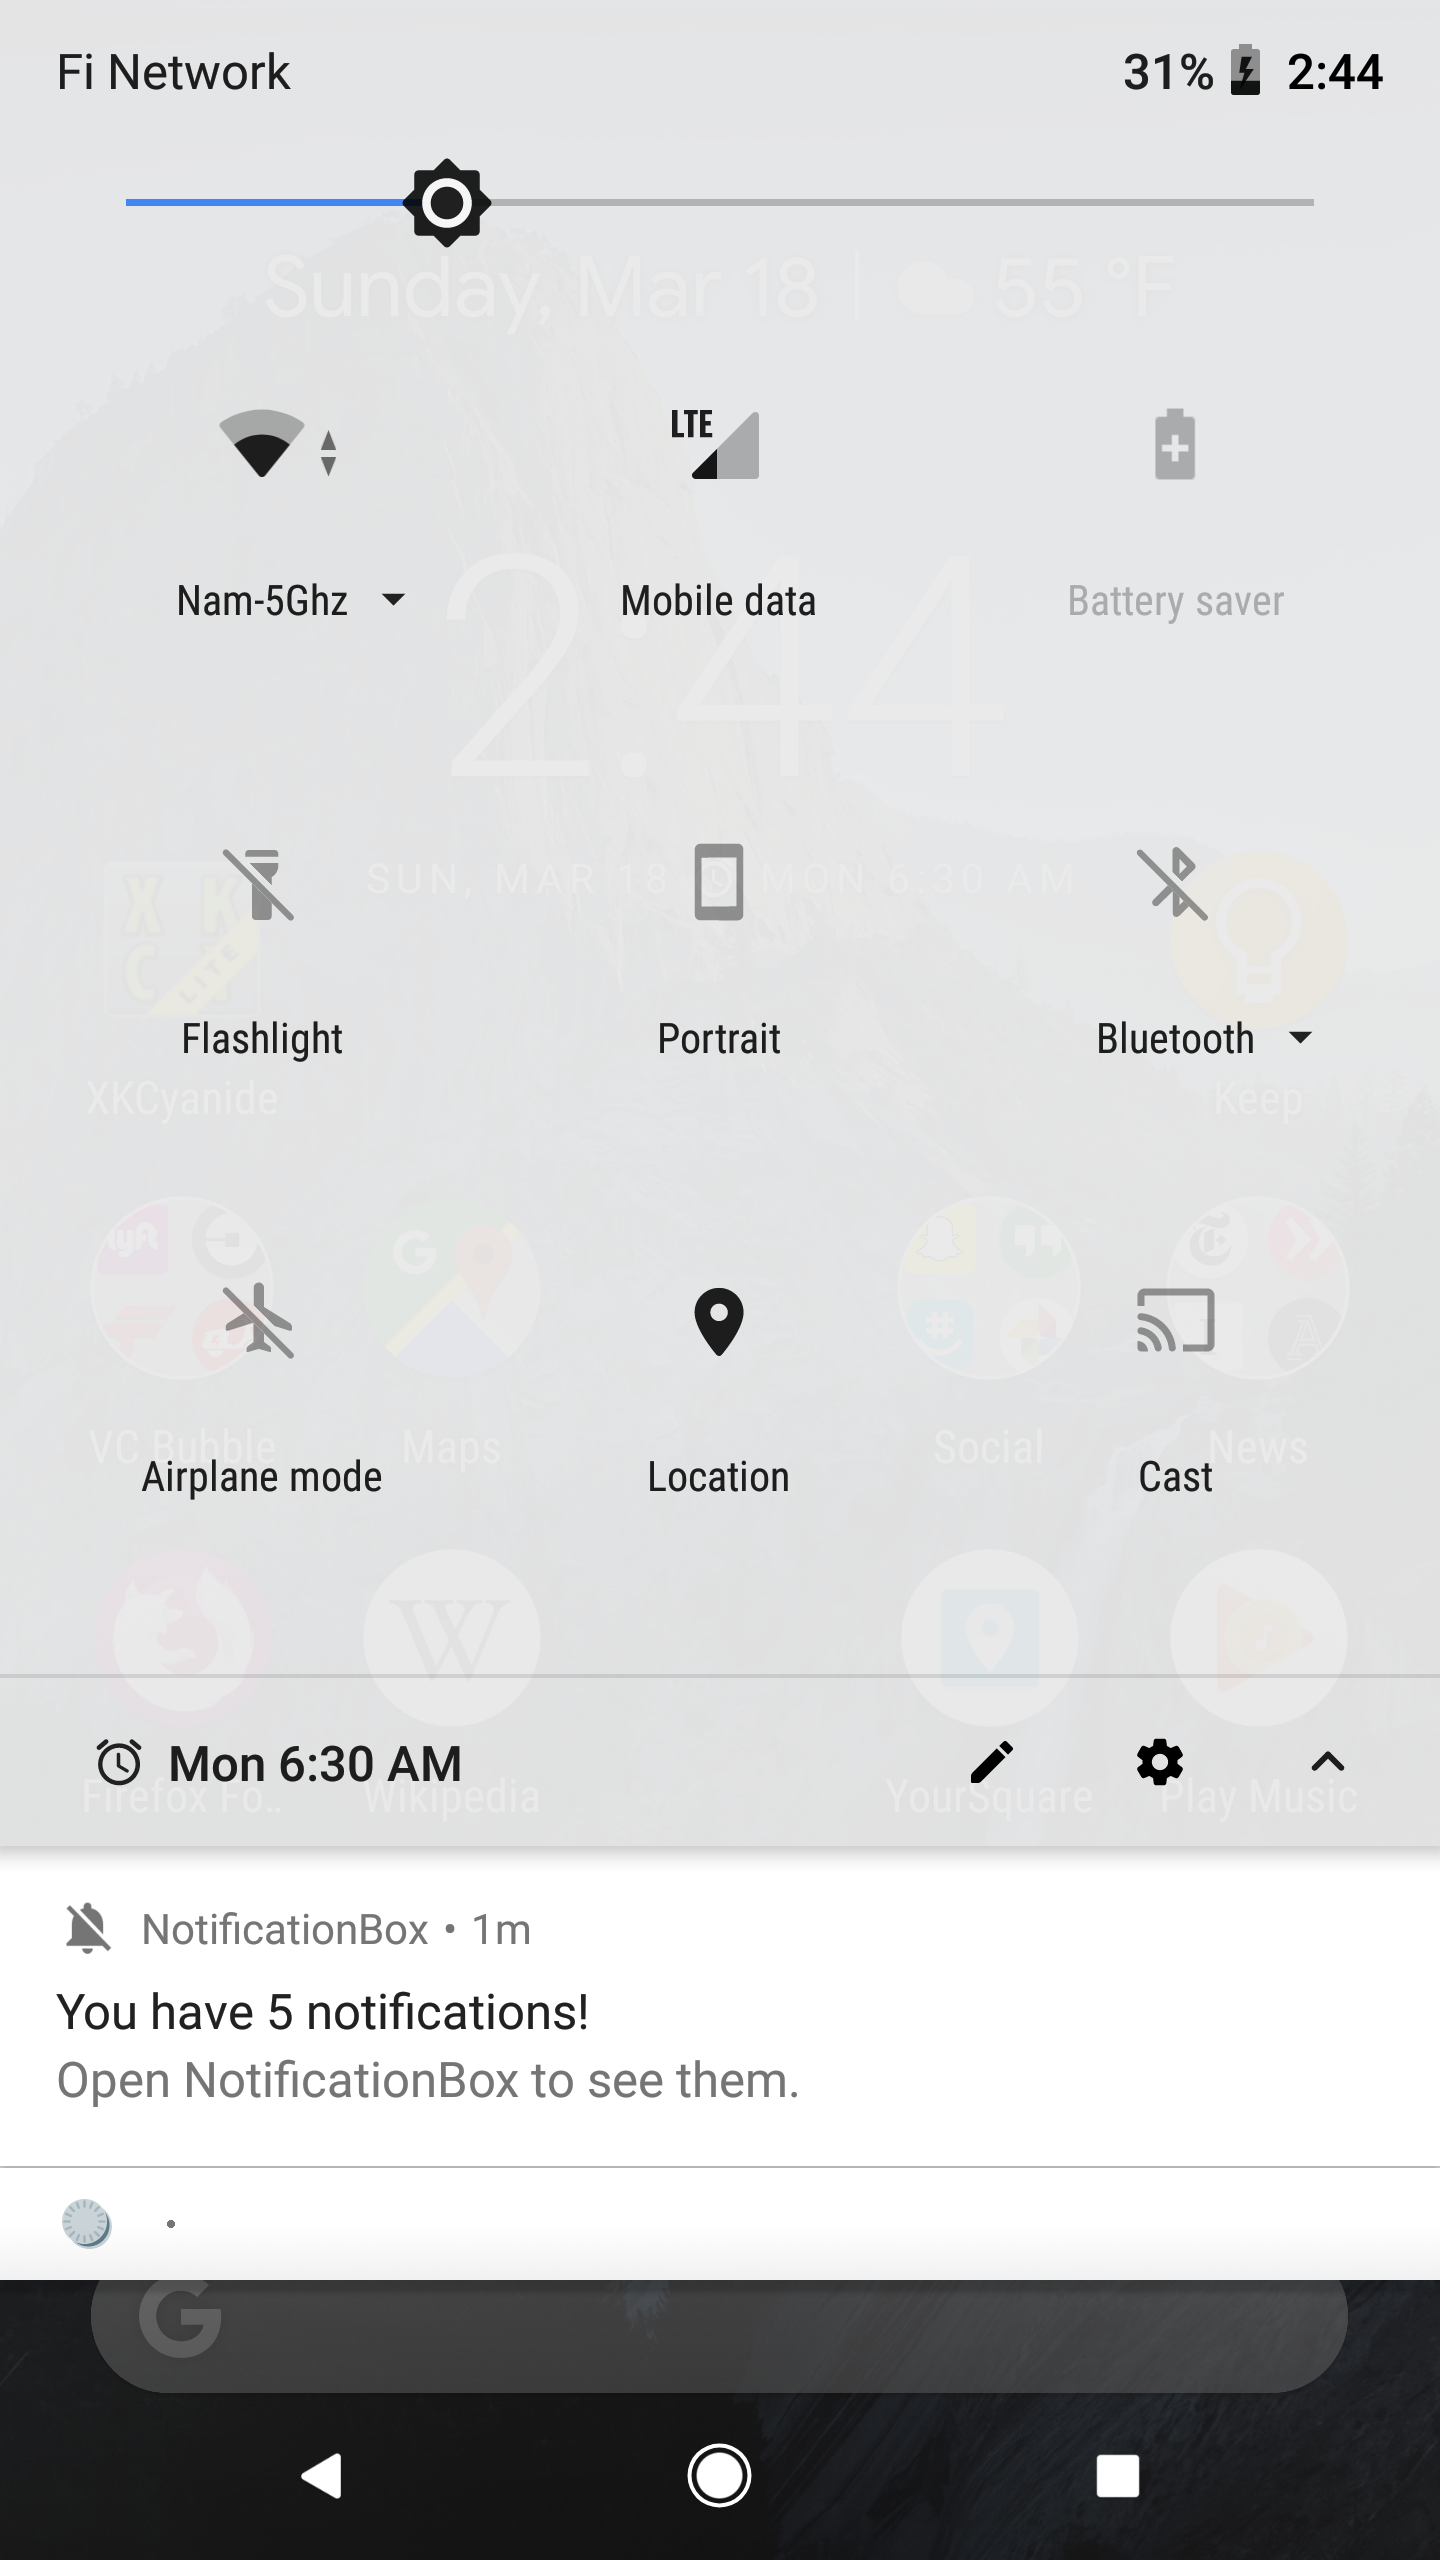 Fi Network 31% 2:44
Sunday, Mar 18 | 55 °F
LTE
2:44
Nam-5Ghz Mobile data Battery saver
SUN, MAR 18 MON 6:30 AM
X K
C
LITE
Flashlight Portrait Bluetooth
XKCyanide Keep
lyft G
VC Bubble Maps Social News
Airplane mode Location Cast
W
Mon 6:30 AM
Firefox Fo… Wikipedia YourSquare Play Music
NotificationBox • 1m
You have 5 notifications!
Open NotificationBox to see them.
G